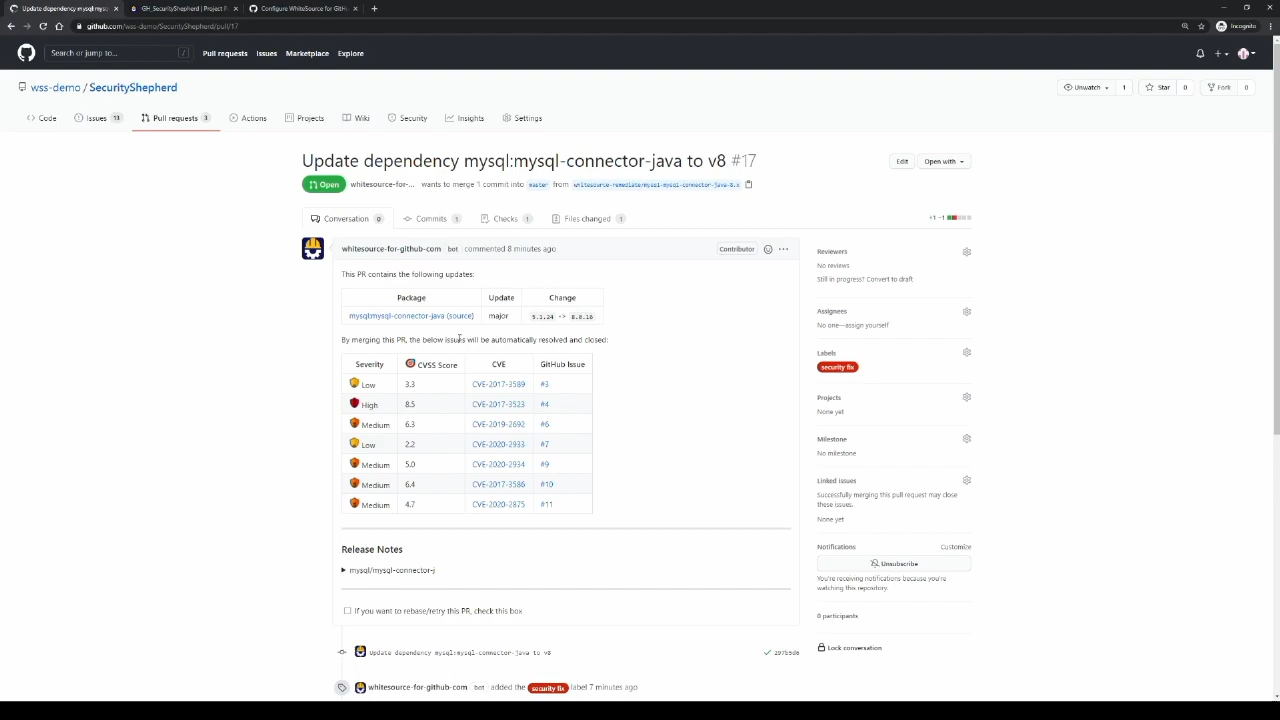 Update dependency mysql:mysql-
GH_SecurityShepherd | Project F
Configure WhiteSource for GitH
github.com/wss-demo/SecurityShepherd/pull/17
Incognito
Search or jump to...
/
Pull requests
Issues
Marketplace
Explore
wss-demo / SecurityShepherd
Unwatch
1
Star
0
Fork
0
Code
Issues 13
Pull requests 3
Actions
Projects
Wiki
Security
Insights
Settings
Update dependency mysql:mysql-connector-java to v8 #17
Edit
Open with
Open
whitesource-for-... wants to merge 1 commit into master from whitesource-remediate/mysql-mysql-connector-java-8.x
Conversation 0
Commits 1
Checks 1
Files changed 1
+1 −1
whitesource-for-github-com bot commented 8 minutes ago
Contributor
This PR contains the following updates:
Package Update Change
mysql:mysql-connector-java (source) major 5.1.24 -> 8.0.16
By merging this PR, the below issues will be automatically resolved and closed:
Severity CVSS Score CVE GitHub Issue
Low 3.3 CVE-2017-3589 #3
High 8.5 CVE-2017-3523 #4
Medium 6.3 CVE-2019-2692 #6
Low 2.2 CVE-2020-2933 #7
Medium 5.0 CVE-2020-2934 #9
Medium 6.4 CVE-2017-3586 #10
Medium 4.7 CVE-2020-2875 #11
Release Notes
mysql/mysql-connector-j
If you want to rebase/retry this PR, check this box
Update dependency mysql:mysql-connector-java to v8
297b5d6
whitesource-for-github-com bot added the security fix label 7 minutes ago
Reviewers
No reviews
Still in progress? Convert to draft
Assignees
No one—assign yourself
Labels
security fix
Projects
None yet
Milestone
No milestone
Linked issues
Successfully merging this pull request may close
these issues.
None yet
Notifications
Customize
Unsubscribe
You're receiving notifications because you're
watching this repository.
0 participants
Lock conversation